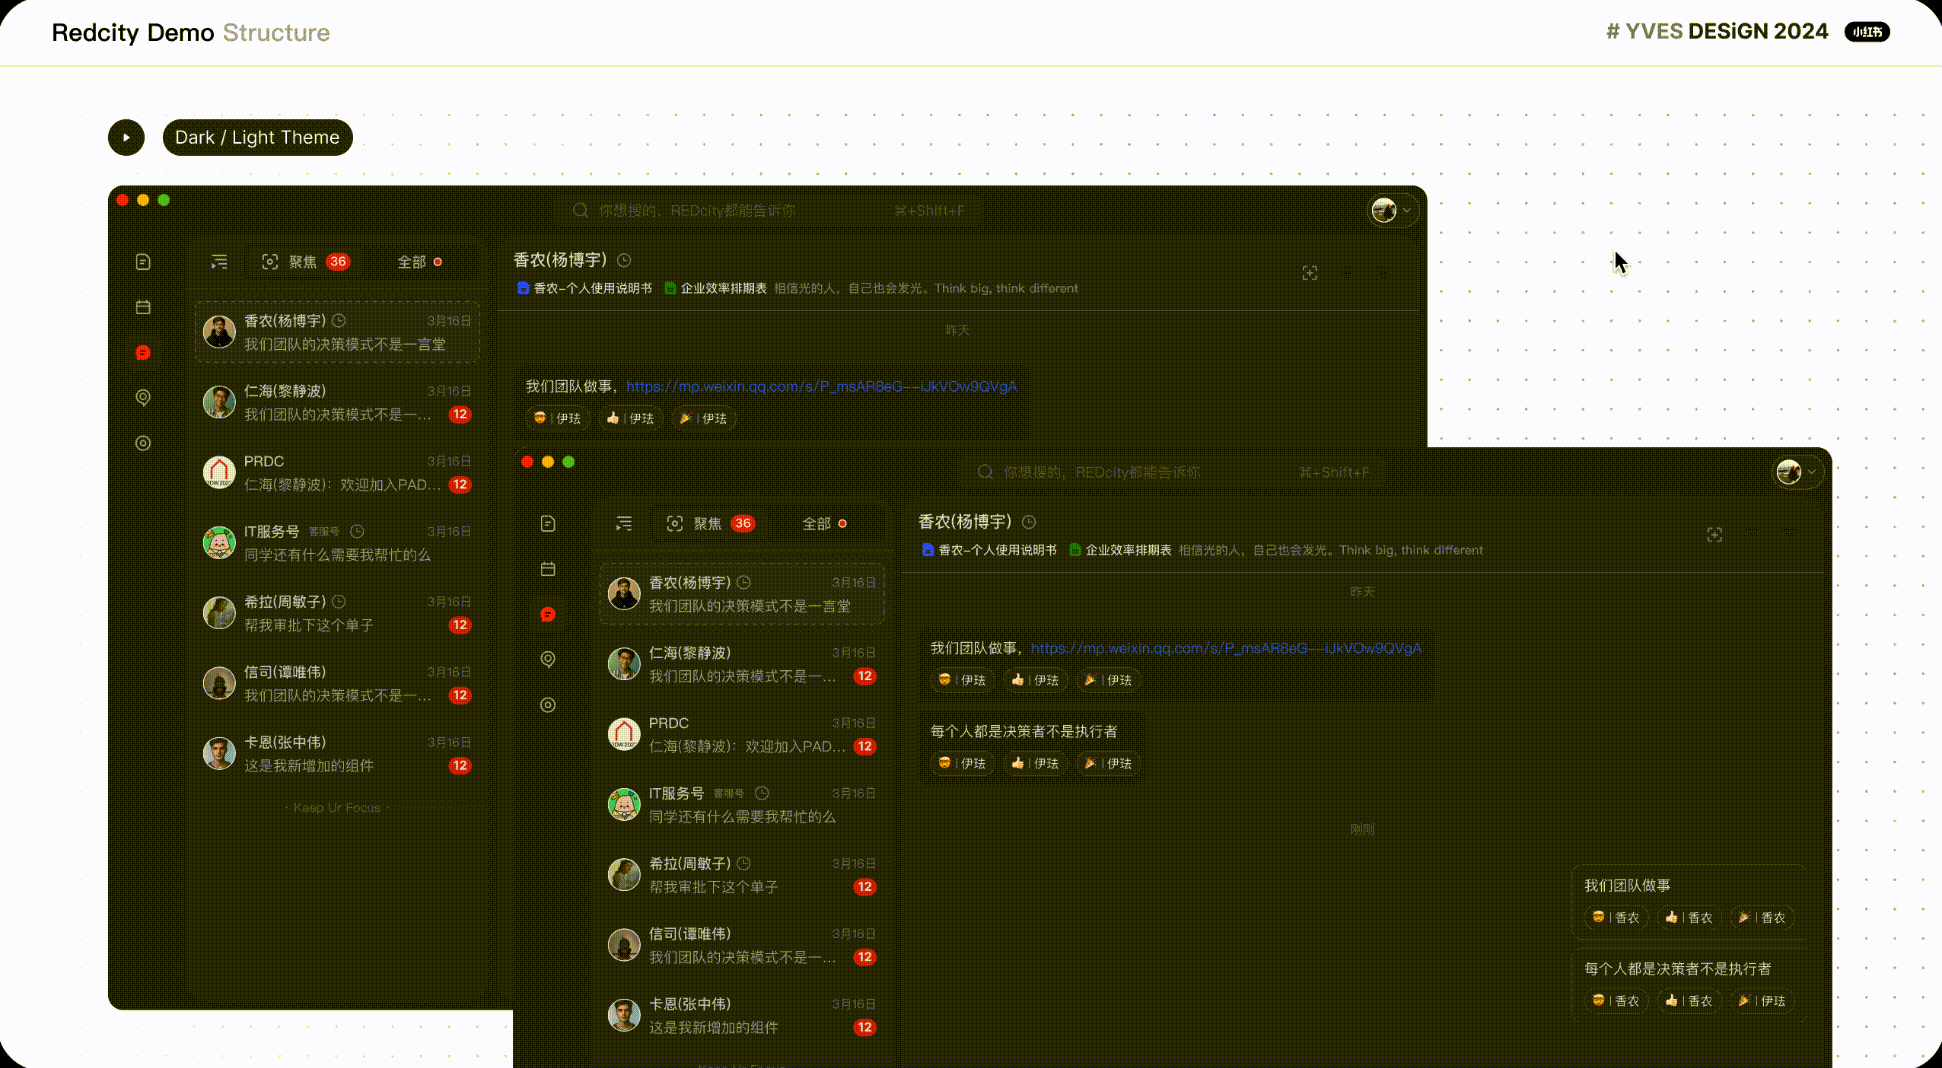 Redcity Demo Structure
# YVES DESiGN 2024 小红书
Dark / Light Theme
你想搜的，REDcity都能告诉你 ⌘+Shift+F
聚焦 36 全部
香农(杨博宇) 3月16日
我们团队的决策模式不是一言堂
仁海(黎静波) 3月16日
我们团队的决策模式不是一... 12
PRDC 3月16日
仁海(黎静波)：欢迎加入PAD... 12
IT服务号 客服号 3月16日
同学还有什么需要我帮忙的么
希拉(周敏子) 3月16日
帮我审批下这个单子 12
信司(谭唯伟) 3月16日
我们团队的决策模式不是一... 12
卡恩(张中伟) 3月16日
这是我新增加的组件 12
· Keep Ur Focus ·
香农(杨博宇)
香农-个人使用说明书 企业效率排期表 相信光的人，自己也会发光。Think big, think different
昨天
我们团队做事，https://mp.weixin.qq.com/s/P_msAR8eG--iJkVOw9QVgA
伊珐 伊珐 伊珐
你想搜的，REDcity都能告诉你 ⌘+Shift+F
聚焦 36 全部
香农(杨博宇) 3月16日
我们团队的决策模式不是一言堂
仁海(黎静波) 3月16日
我们团队的决策模式不是一... 12
PRDC 3月16日
仁海(黎静波)：欢迎加入PAD... 12
IT服务号 客服号 3月16日
同学还有什么需要我帮忙的么
希拉(周敏子) 3月16日
帮我审批下这个单子 12
信司(谭唯伟) 3月16日
我们团队的决策模式不是一... 12
卡恩(张中伟) 3月16日
这是我新增加的组件 12
香农(杨博宇)
香农-个人使用说明书 企业效率排期表 相信光的人，自己也会发光。Think big, think different
昨天
我们团队做事，https://mp.weixin.qq.com/s/P_msAR8eG--iJkVOw9QVgA
伊珐 伊珐 伊珐
每个人都是决策者不是执行者
伊珐 伊珐 伊珐
刚刚
我们团队做事
香农 香农 香农
每个人都是决策者不是执行者
香农 香农 伊珐